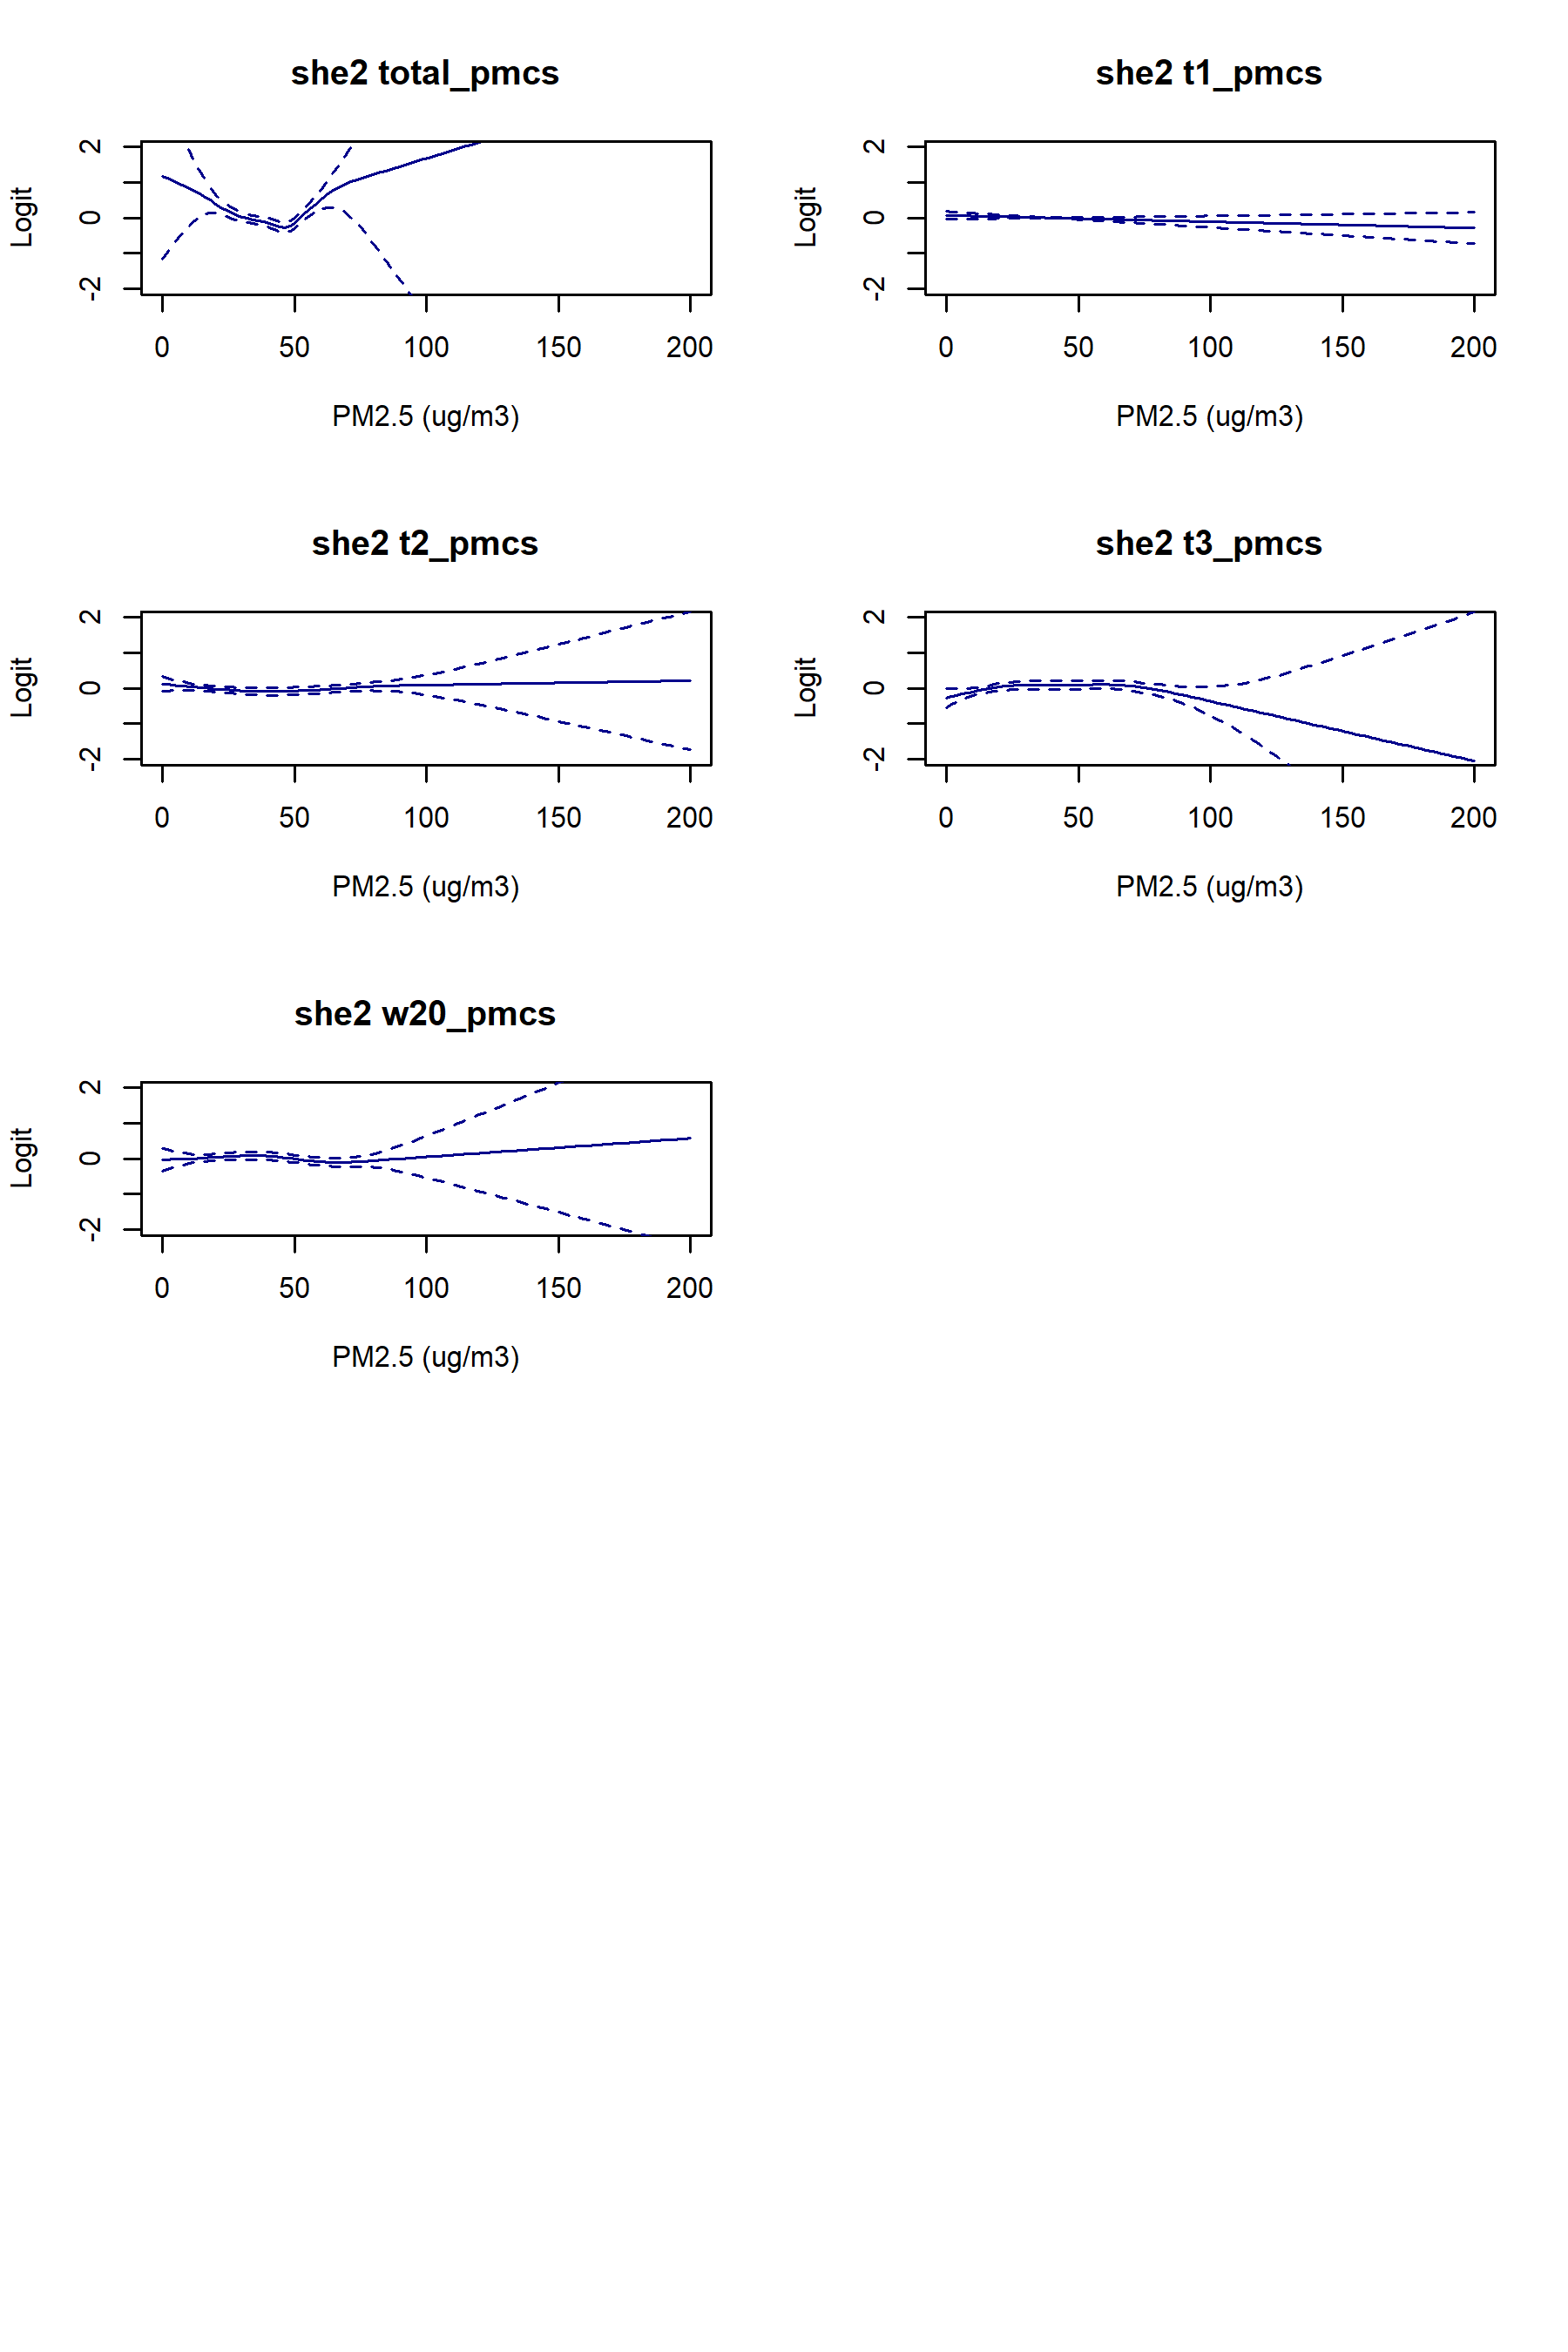 she2 total_pmcs
Logit
2
0
-2
0 50 100 150 200
PM2.5 (ug/m3)
she2 t1_pmcs
Logit
2
0
-2
0 50 100 150 200
PM2.5 (ug/m3)
she2 t2_pmcs
Logit
2
0
-2
0 50 100 150 200
PM2.5 (ug/m3)
she2 t3_pmcs
Logit
2
0
-2
0 50 100 150 200
PM2.5 (ug/m3)
she2 w20_pmcs
Logit
2
0
-2
0 50 100 150 200
PM2.5 (ug/m3)